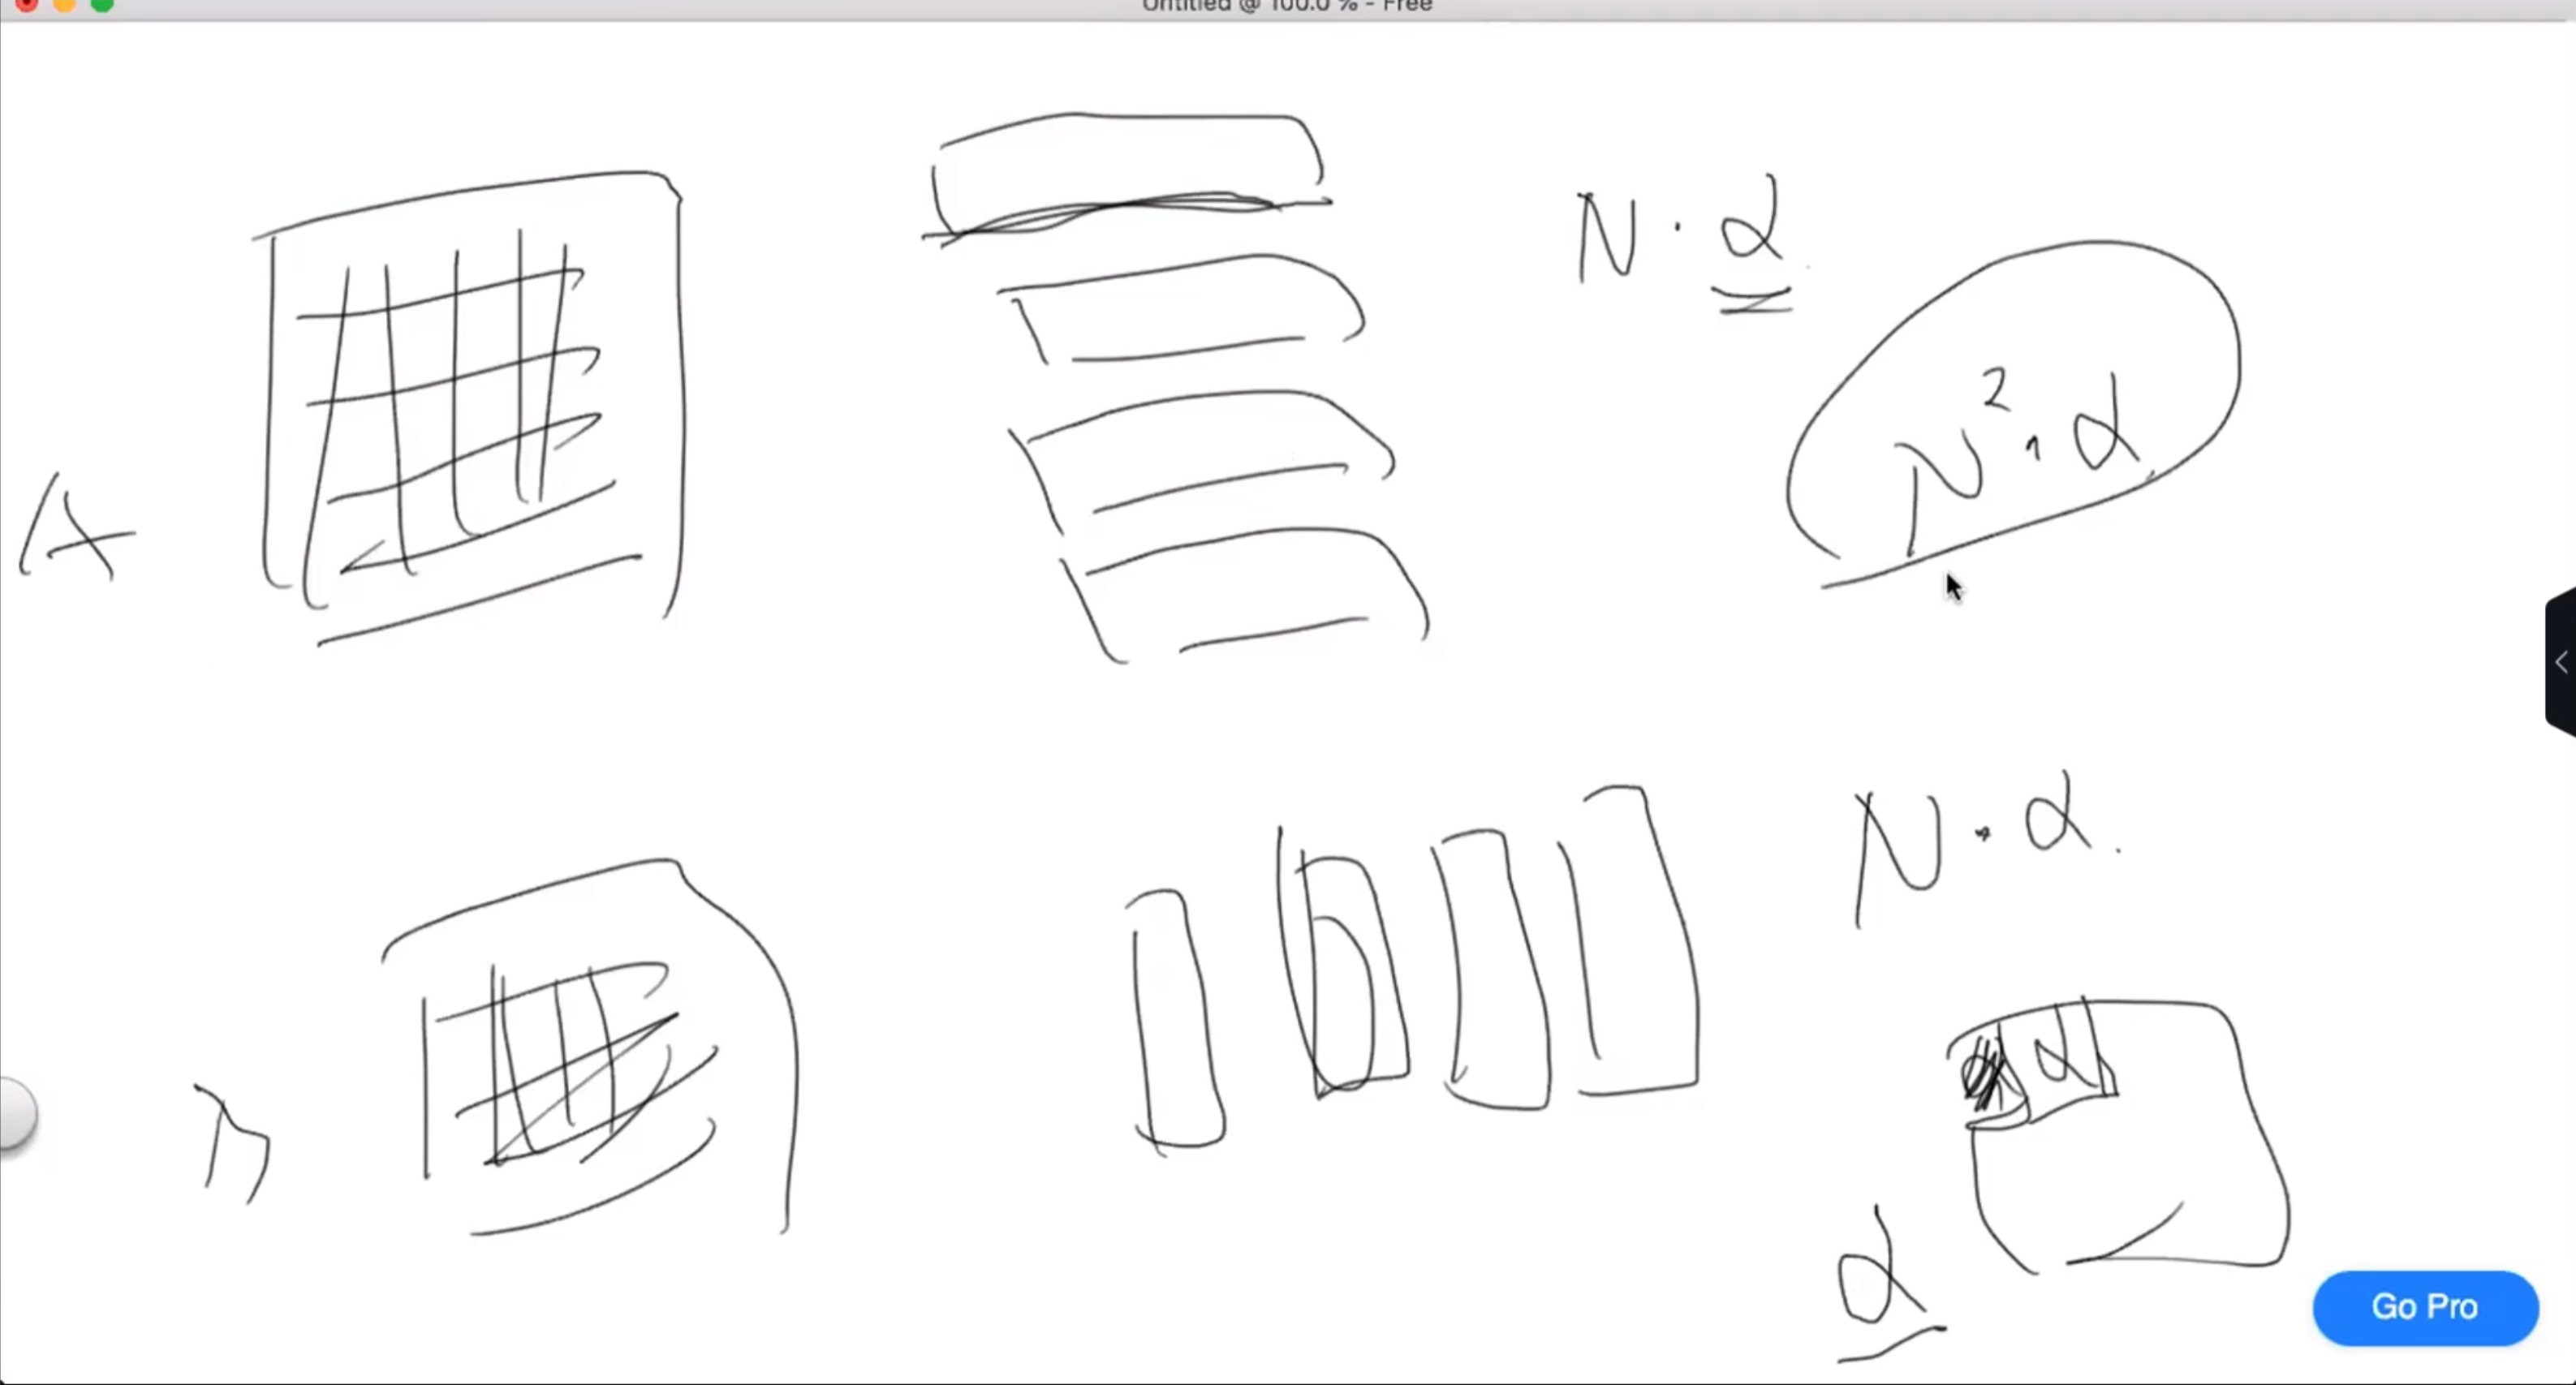 Untitled @ 100.0 % - Free
N · α
N² · α
A
N · α.
α
α
Go Pro